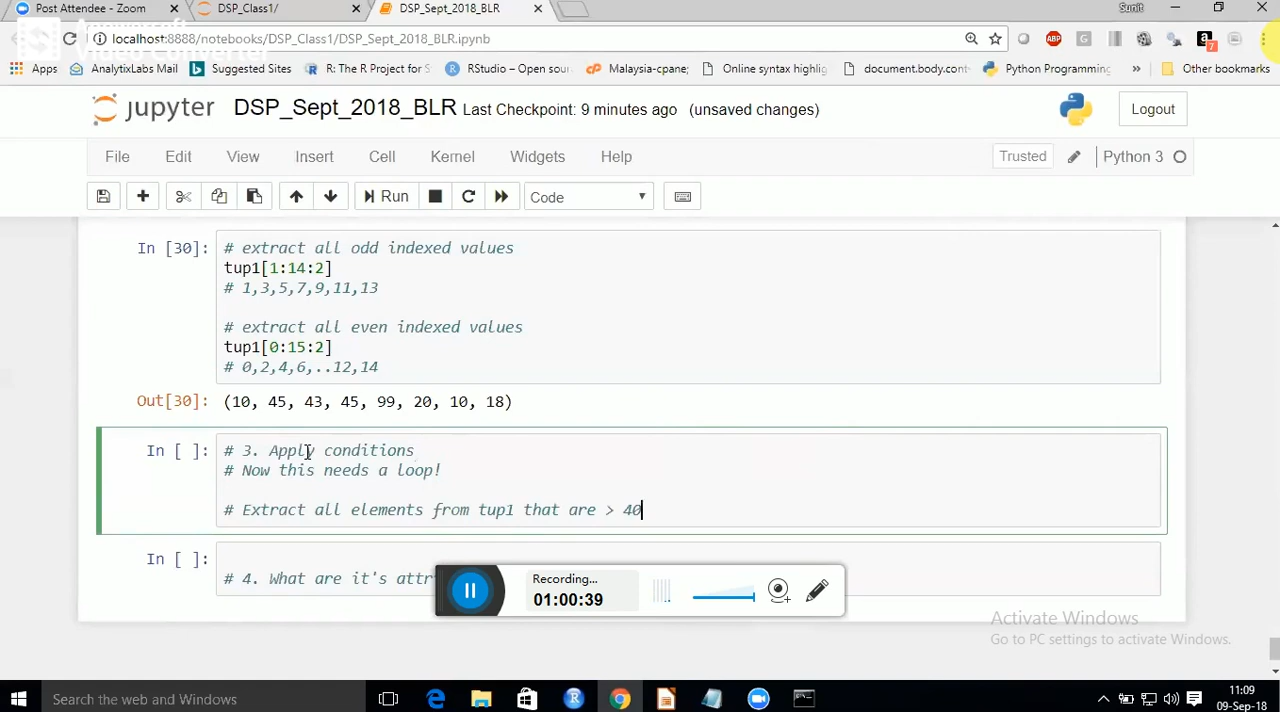 Post Attendee - Zoom
DSP_Class1/
DSP_Sept_2018_BLR
Sunit
localhost:8888/notebooks/DSP_Class1/DSP_Sept_2018_BLR.ipynb
Apps
AnalytixLabs Mail
Suggested Sites
R: The R Project for S
RStudio – Open sour
Malaysia-cpane;
Online syntax highlig
document.body.cont
Python Programming
»
Other bookmarks
jupyter DSP_Sept_2018_BLR Last Checkpoint: 9 minutes ago (unsaved changes)
Logout
File Edit View Insert Cell Kernel Widgets Help
Trusted
Python 3
Run
Code
In [30]:
# extract all odd indexed values
tup1[1:14:2]
# 1,3,5,7,9,11,13
# extract all even indexed values
tup1[0:15:2]
# 0,2,4,6,..12,14
Out[30]: (10, 45, 43, 45, 99, 20, 10, 18)
In [ ]:
# 3. Apply conditions
# Now this needs a loop!
# Extract all elements from tup1 that are > 40
In [ ]:
# 4. What are it's attr
Recording...
01:00:39
Activate Windows
Go to PC settings to activate Windows.
Search the web and Windows
11:09
09-Sep-18